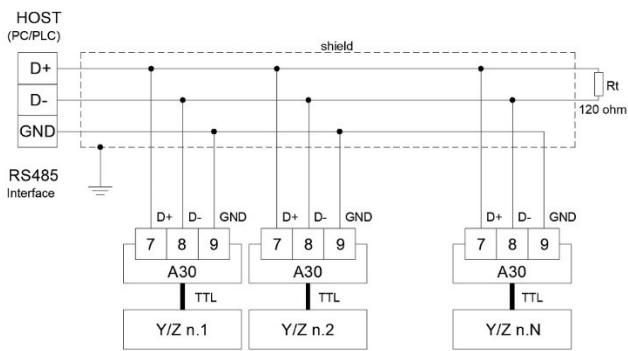 HOST
(PC/PLC)
shield
D+
D-
Rt
120 ohm
GND
RS485
Interface
D+ D- GND D+ D- GND D+ D- GND
7 8 9 7 8 9 7 8 9
A30 A30 A30
TTL TTL TTL
Y/Z n.1 Y/Z n.2 Y/Z n.N